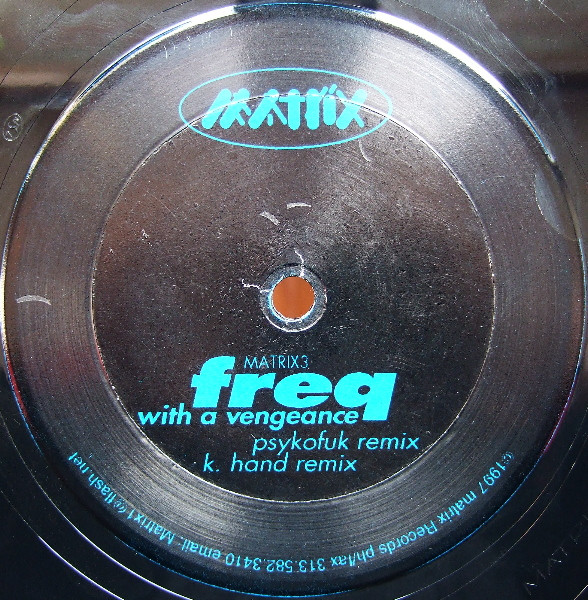 MATRIX
MATRIX3
freq
with a vengeance
psykofuk remix
k. hand remix
©1997 matrix Records ph/fax 313.582.3410 email: Matrix1@flash.net